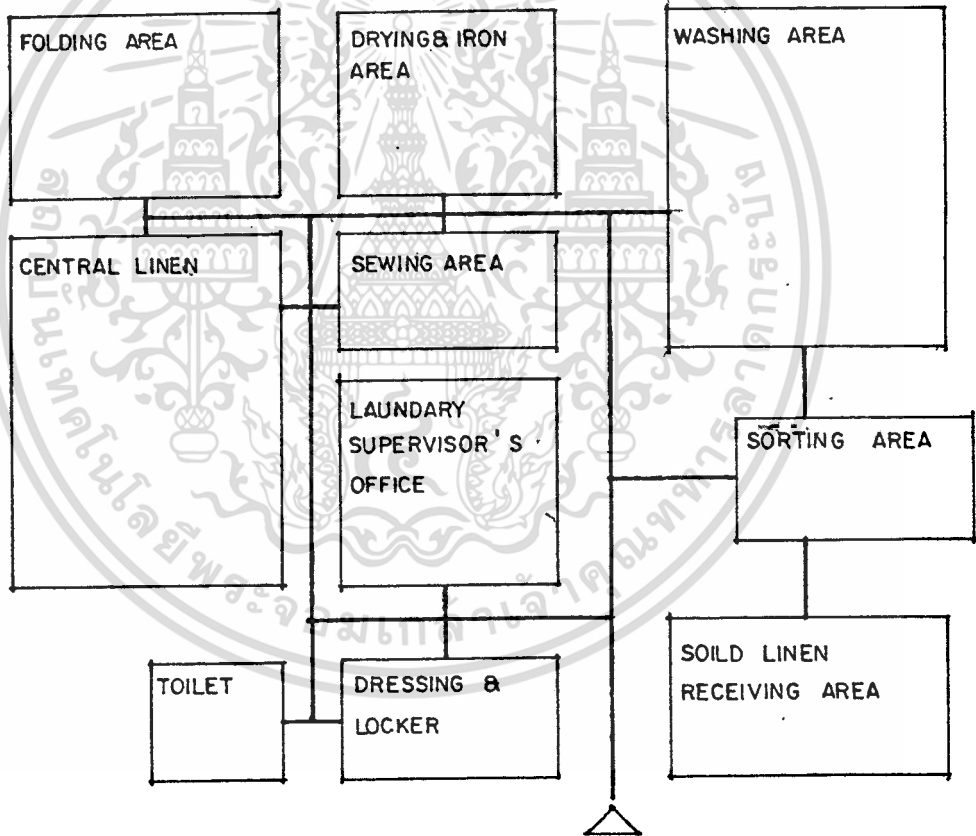 FOLDING AREA
DRYING & IRON
AREA
WASHING AREA
CENTRAL LINEN
SEWING AREA
LAUNDARY
SUPERVISOR'S
OFFICE
SORTING AREA
TOILET
DRESSING &
LOCKER
SOILD LINEN
RECEIVING AREA